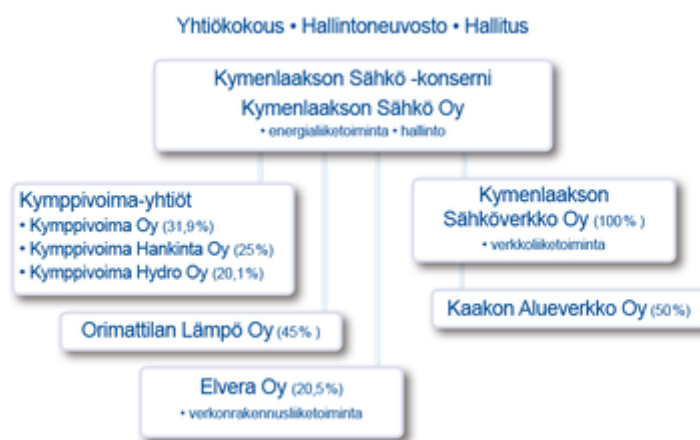 Yhtiökokous • Hallintoneuvosto • Hallitus
Kymenlaakson Sähkö -konserni
Kymenlaakson Sähkö Oy
• energialiiketoiminta • hallinto
Kymppivoima-yhtiöt
• Kymppivoima Oy (31,9%)
• Kymppivoima Hankinta Oy (25%)
• Kymppivoima Hydro Oy (20,1%)
Kymenlaakson
Sähköverkko Oy (100% )
• verkkoliiketoiminta
Kaakon Alueverkko Oy (50%)
Orimattilan Lämpö Oy (45% )
Elvera Oy (20,5%)
• verkonrakennusliiketoiminta